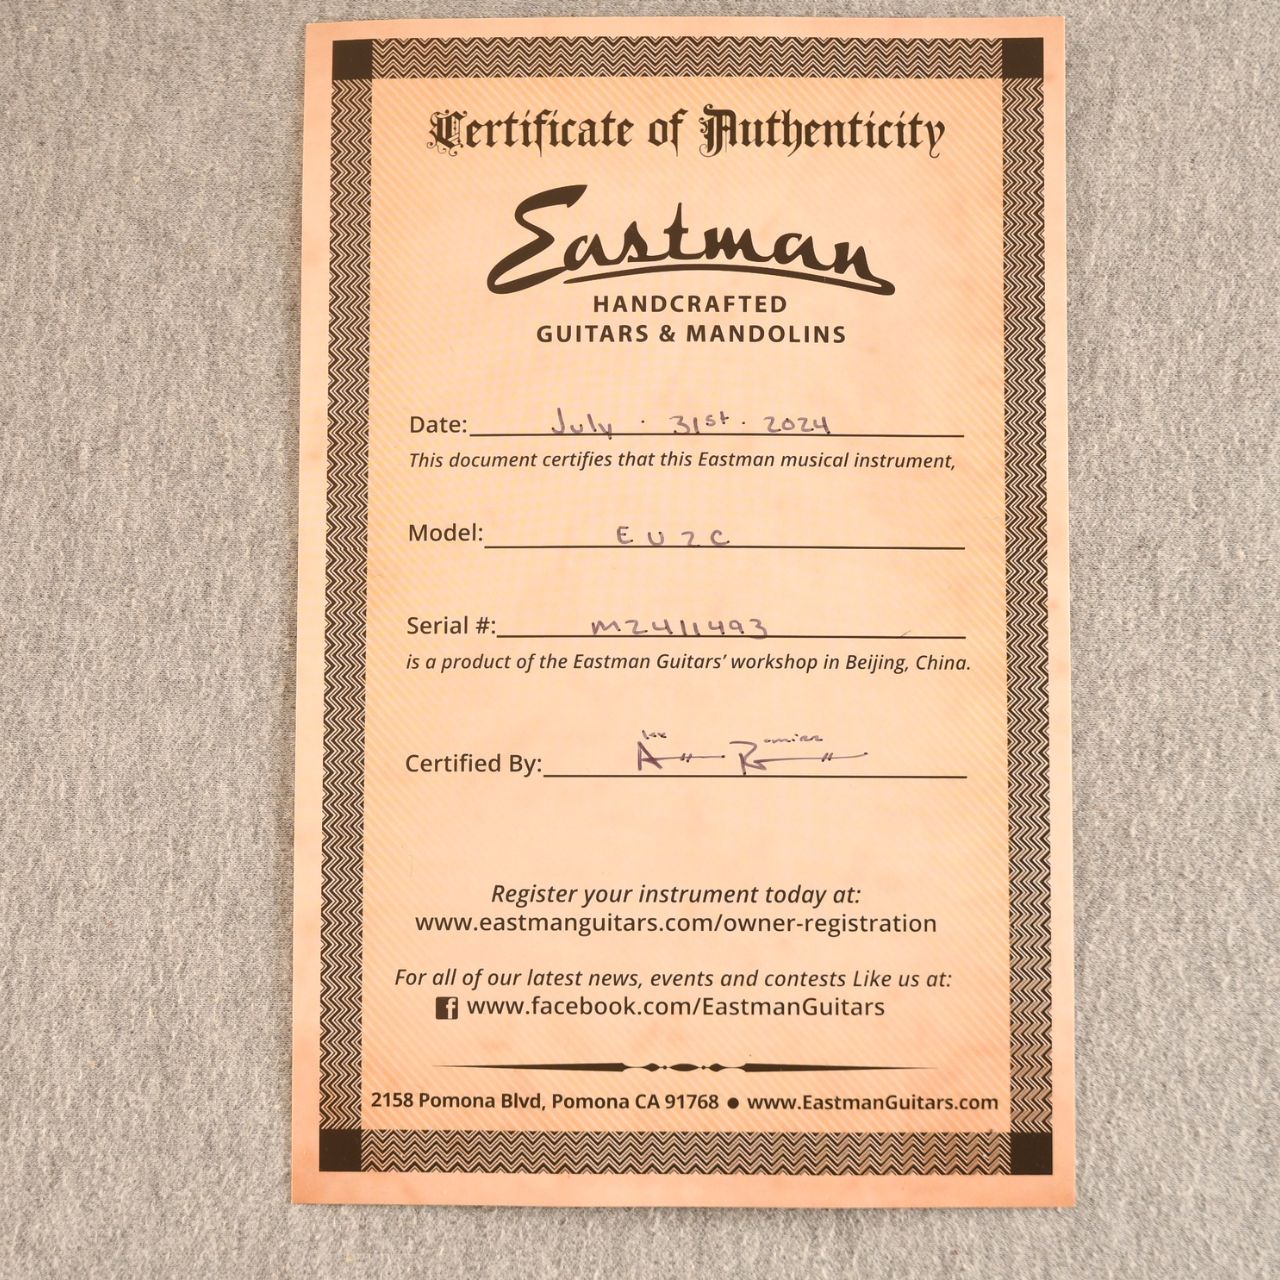 Certificate of Authenticity
Eastman
HANDCRAFTED
GUITARS & MANDOLINS
Date: July · 31st · 2024
This document certifies that this Eastman musical instrument,
Model: EU2C
Serial #: M2411493
is a product of the Eastman Guitars’ workshop in Beijing, China.
Certified By:
Register your instrument today at:
www.eastmanguitars.com/owner-registration
For all of our latest news, events and contests Like us at:
f www.facebook.com/EastmanGuitars
2158 Pomona Blvd, Pomona CA 91768 ● www.EastmanGuitars.com